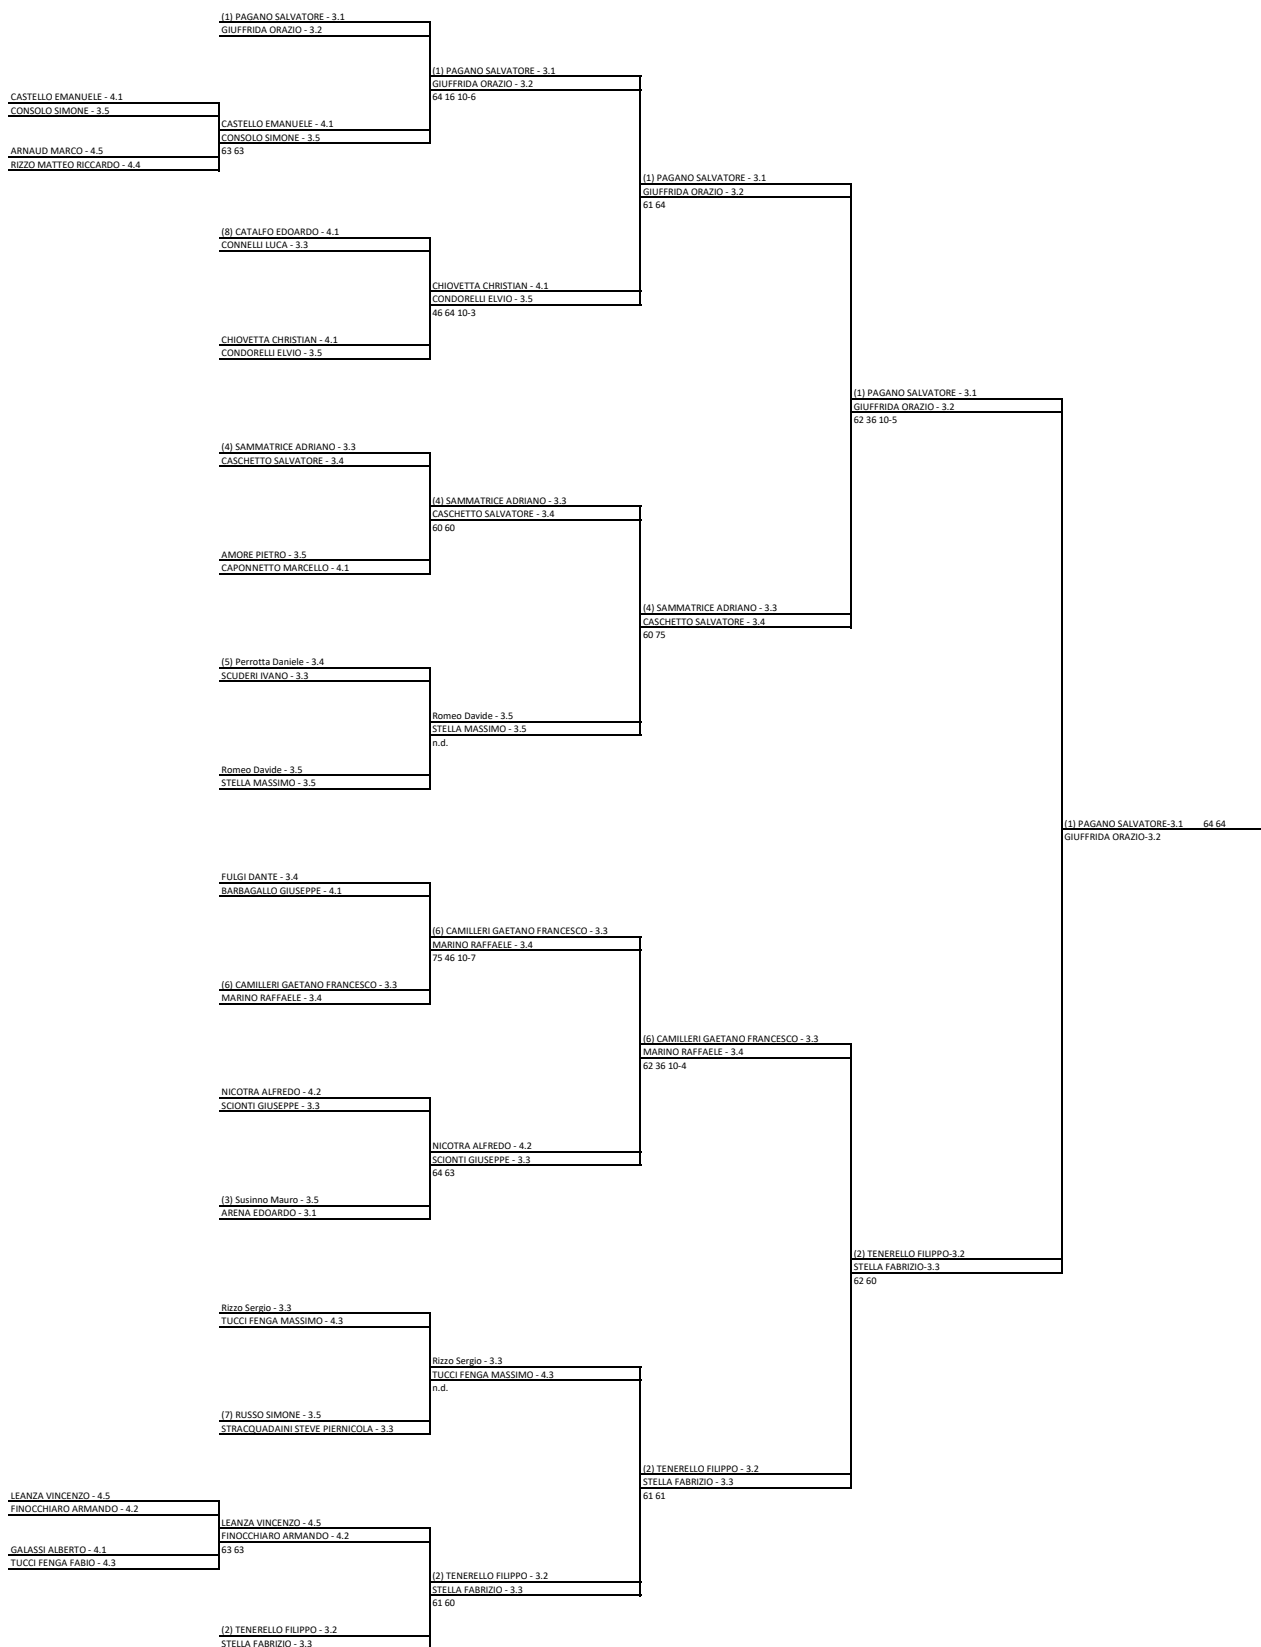 (1) PAGANO SALVATORE - 3.1
GIUFFRIDA ORAZIO - 3.2
(1) PAGANO SALVATORE - 3.1
GIUFFRIDA ORAZIO - 3.2
64 16 10-6
CASTELLO EMANUELE - 4.1
CONSOLO SIMONE - 3.5
CASTELLO EMANUELE - 4.1
CONSOLO SIMONE - 3.5
63 63
ARNAUD MARCO - 4.5
RIZZO MATTEO RICCARDO - 4.4
(1) PAGANO SALVATORE - 3.1
GIUFFRIDA ORAZIO - 3.2
61 64
(8) CATALFO EDOARDO - 4.1
CONNELLI LUCA - 3.3
CHIOVETTA CHRISTIAN - 4.1
CONDORELLI ELVIO - 3.5
46 64 10-3
CHIOVETTA CHRISTIAN - 4.1
CONDORELLI ELVIO - 3.5
(1) PAGANO SALVATORE - 3.1
GIUFFRIDA ORAZIO - 3.2
62 36 10-5
(4) SAMMATRICE ADRIANO - 3.3
CASCHETTO SALVATORE - 3.4
(4) SAMMATRICE ADRIANO - 3.3
CASCHETTO SALVATORE - 3.4
60 60
AMORE PIETRO - 3.5
CAPONNETTO MARCELLO - 4.1
(4) SAMMATRICE ADRIANO - 3.3
CASCHETTO SALVATORE - 3.4
60 75
(5) Perrotta Daniele - 3.4
SCUDERI IVANO - 3.3
Romeo Davide - 3.5
STELLA MASSIMO - 3.5
n.d.
Romeo Davide - 3.5
STELLA MASSIMO - 3.5
(1) PAGANO SALVATORE-3.1 64 64
GIUFFRIDA ORAZIO-3.2
FULGI DANTE - 3.4
BARBAGALLO GIUSEPPE - 4.1
(6) CAMILLERI GAETANO FRANCESCO - 3.3
MARINO RAFFAELE - 3.4
75 46 10-7
(6) CAMILLERI GAETANO FRANCESCO - 3.3
MARINO RAFFAELE - 3.4
(6) CAMILLERI GAETANO FRANCESCO - 3.3
MARINO RAFFAELE - 3.4
62 36 10-4
NICOTRA ALFREDO - 4.2
SCIONTI GIUSEPPE - 3.3
NICOTRA ALFREDO - 4.2
SCIONTI GIUSEPPE - 3.3
64 63
(3) Susinno Mauro - 3.5
ARENA EDOARDO - 3.1
(2) TENERELLO FILIPPO-3.2
STELLA FABRIZIO-3.3
62 60
Rizzo Sergio - 3.3
TUCCI FENGA MASSIMO - 4.3
Rizzo Sergio - 3.3
TUCCI FENGA MASSIMO - 4.3
n.d.
(7) RUSSO SIMONE - 3.5
STRACQUADAINI STEVE PIERNICOLA - 3.3
(2) TENERELLO FILIPPO - 3.2
STELLA FABRIZIO - 3.3
61 61
LEANZA VINCENZO - 4.5
FINOCCHIARO ARMANDO - 4.2
LEANZA VINCENZO - 4.5
FINOCCHIARO ARMANDO - 4.2
63 63
GALASSI ALBERTO - 4.1
TUCCI FENGA FABIO - 4.3
(2) TENERELLO FILIPPO - 3.2
STELLA FABRIZIO - 3.3
61 60
(2) TENERELLO FILIPPO - 3.2
STELLA FABRIZIO - 3.3